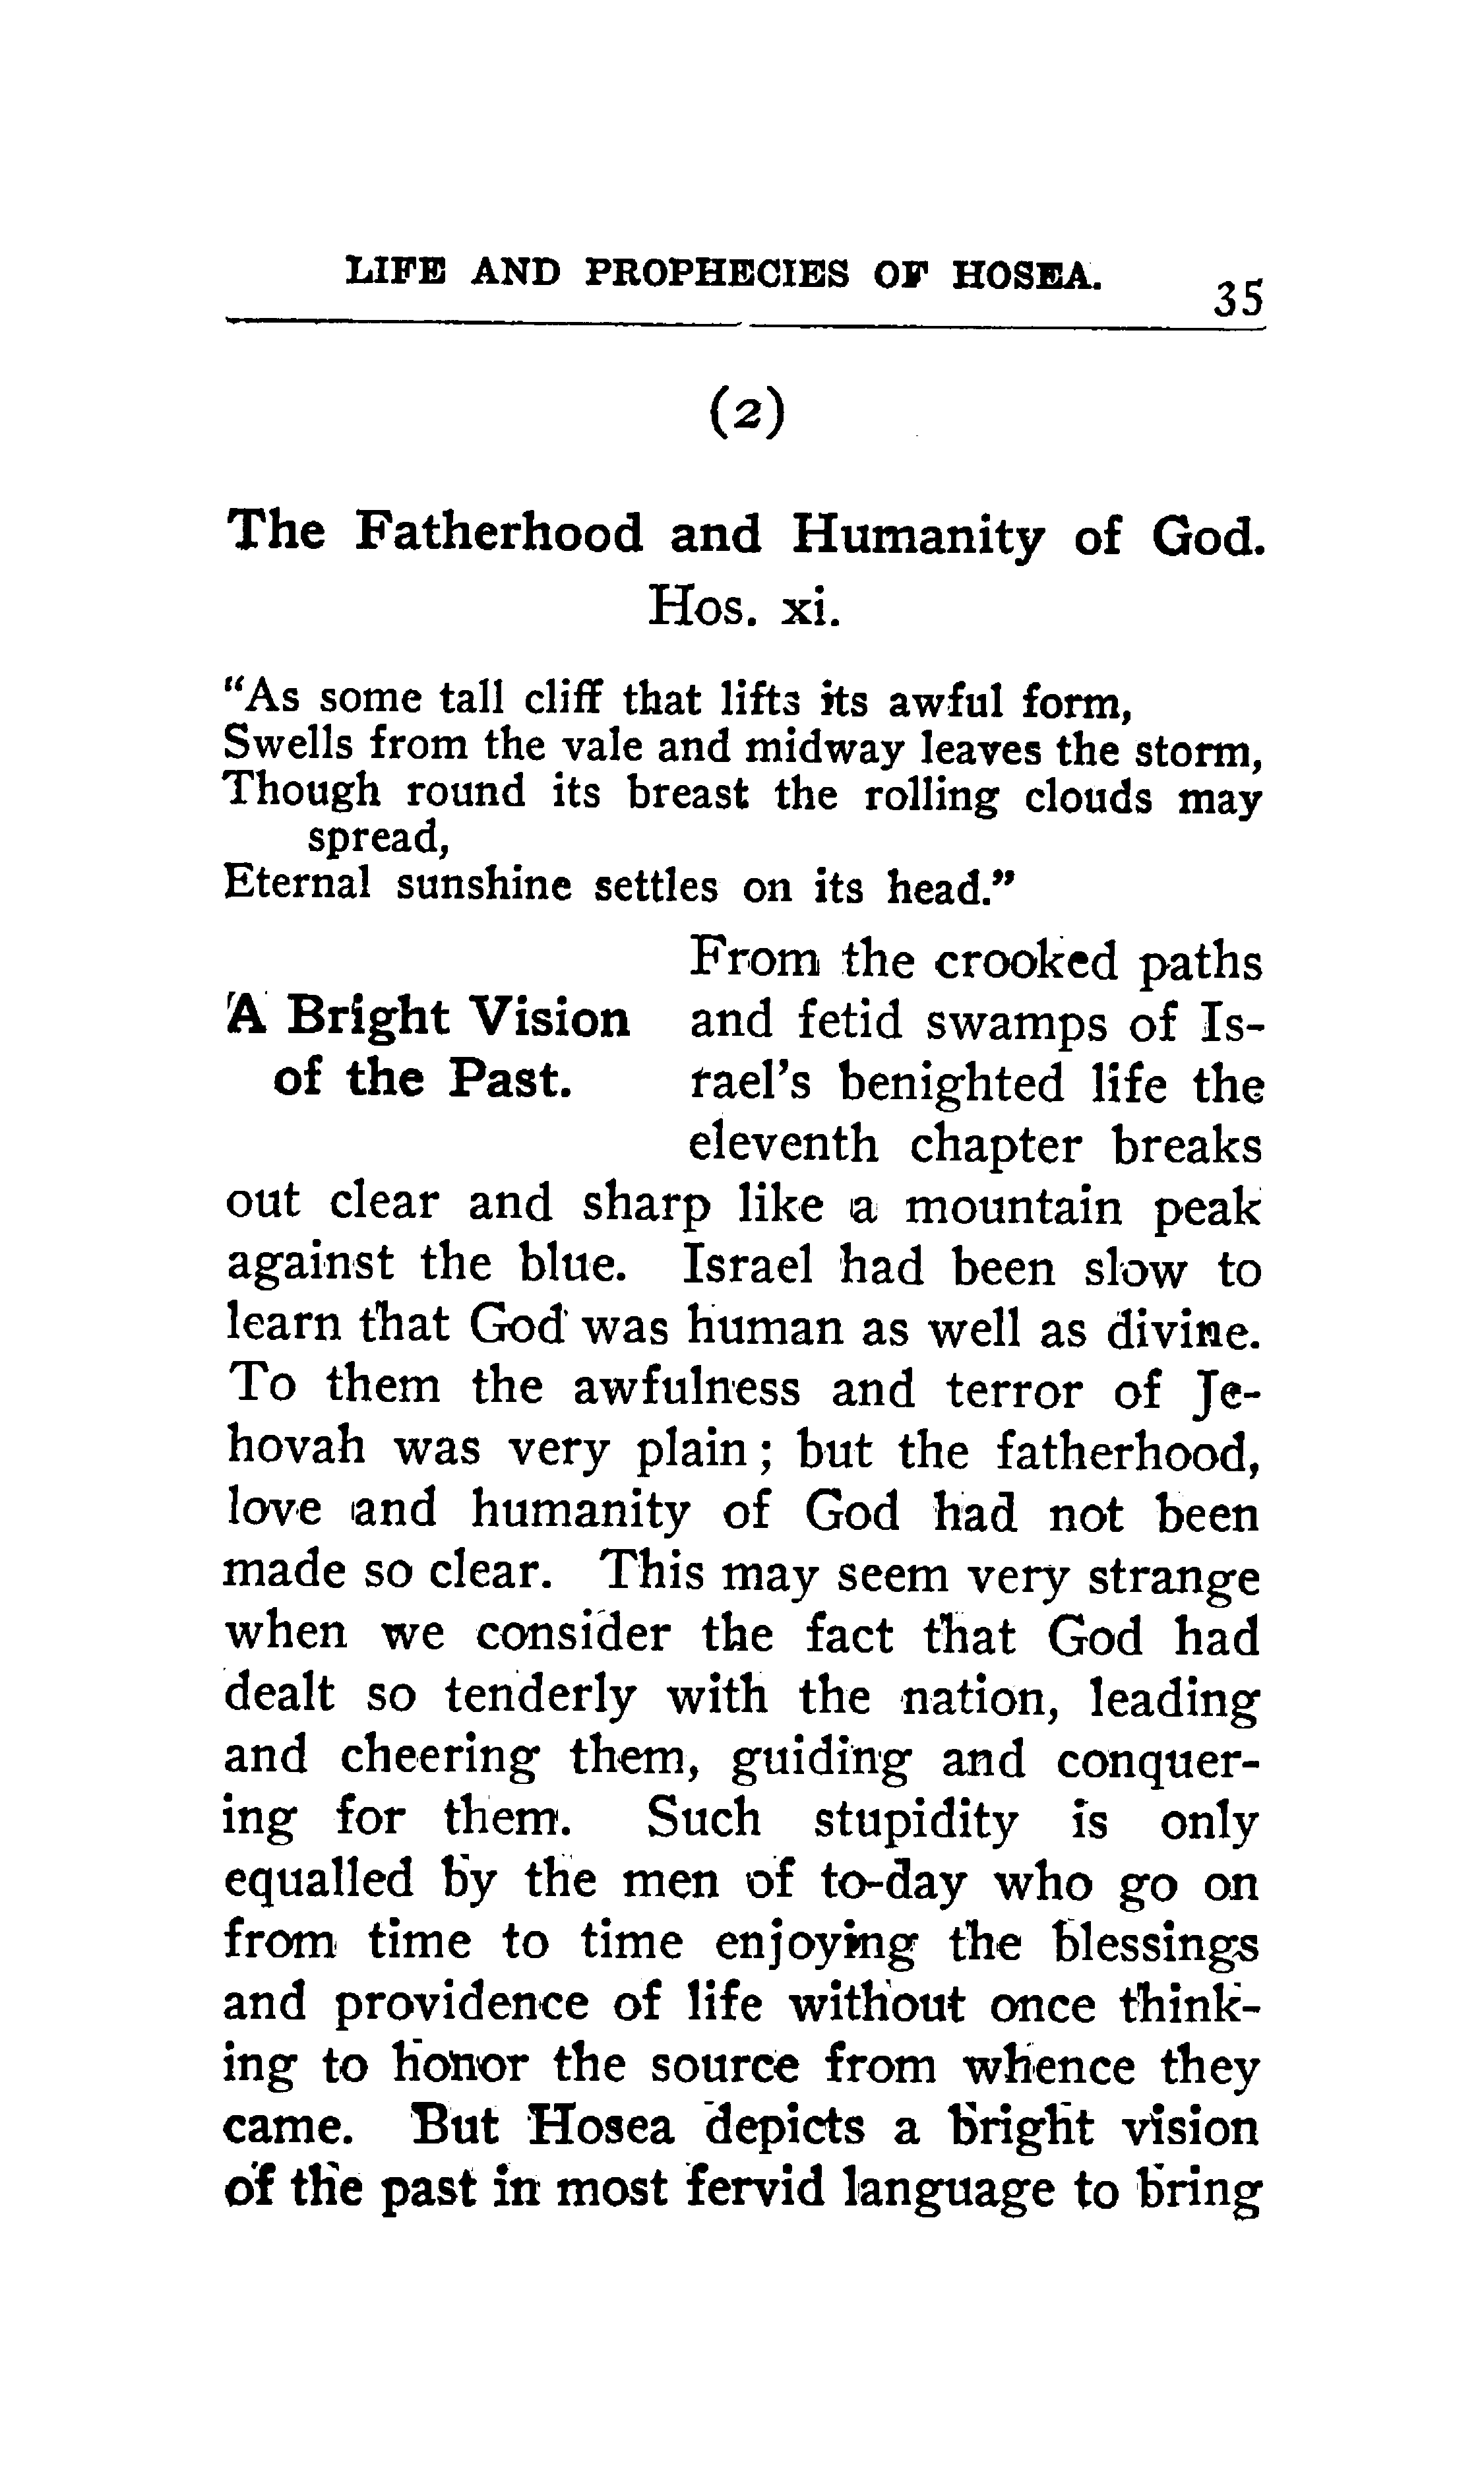 LIFE AND PROPHECIES OF HOSEA. 35
(2)
The Fatherhood and Humanity of God.
Hos. xi.
"As some tall cliff that lifts its awful form,
Swells from the vale and midway leaves the storm,
Though round its breast the rolling clouds may
spread,
Eternal sunshine settles on its head."
A Bright Vision
of the Past.
From the crooked paths
and fetid swamps of Is-
rael's benighted life the
eleventh chapter breaks
out clear and sharp like a mountain peak
against the blue. Israel had been slow to
learn that God was human as well as divine.
To them the awfulness and terror of Je-
hovah was very plain; but the fatherhood,
love and humanity of God had not been
made so clear. This may seem very strange
when we consider the fact that God had
dealt so tenderly with the nation, leading
and cheering them, guiding and conquer-
ing for them. Such stupidity is only
equalled by the men of to-day who go on
from time to time enjoying the blessings
and providence of life without once think-
ing to honor the source from whence they
came. But Hosea depicts a bright vision
of the past in most fervid language to bring